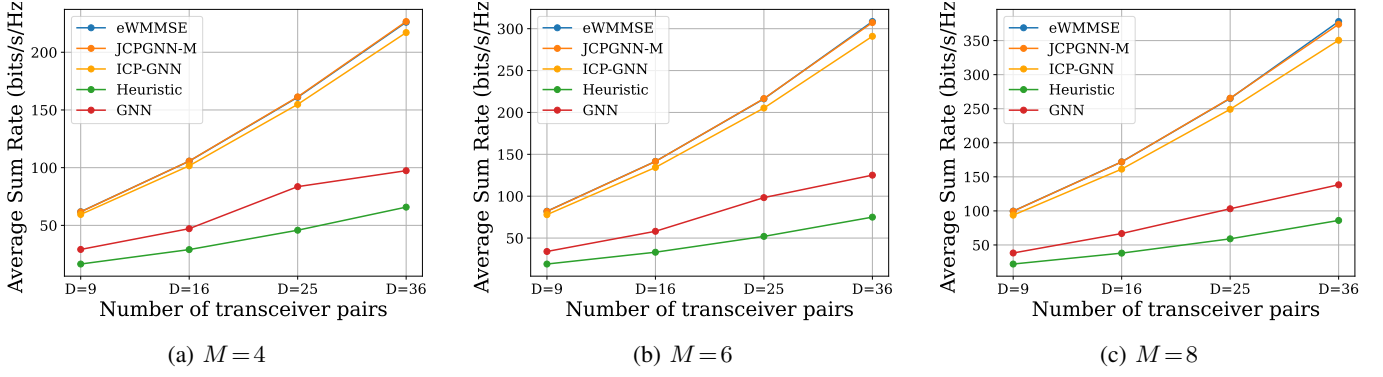 Average Sum Rate (bits/s/Hz)
200
150
100
50
eWMMSE
JCPGNN-M
ICP-GNN
Heuristic
GNN
D=9 D=16 D=25 D=36
Number of transceiver pairs
(a) M = 4
Average Sum Rate (bits/s/Hz)
300
250
200
150
100
50
eWMMSE
JCPGNN-M
ICP-GNN
Heuristic
GNN
D=9 D=16 D=25 D=36
Number of transceiver pairs
(b) M = 6
Average Sum Rate (bits/s/Hz)
350
300
250
200
150
100
50
eWMMSE
JCPGNN-M
ICP-GNN
Heuristic
GNN
D=9 D=16 D=25 D=36
Number of transceiver pairs
(c) M = 8